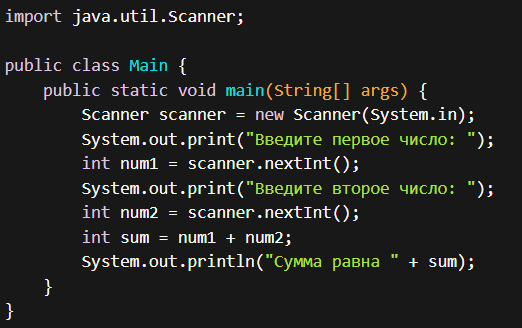 import java.util.Scanner;

public class Main {
    public static void main(String[] args) {
        Scanner scanner = new Scanner(System.in);
        System.out.print("Введите первое число: ");
        int num1 = scanner.nextInt();
        System.out.print("Введите второе число: ");
        int num2 = scanner.nextInt();
        int sum = num1 + num2;
        System.out.println("Сумма равна " + sum);
    }
}